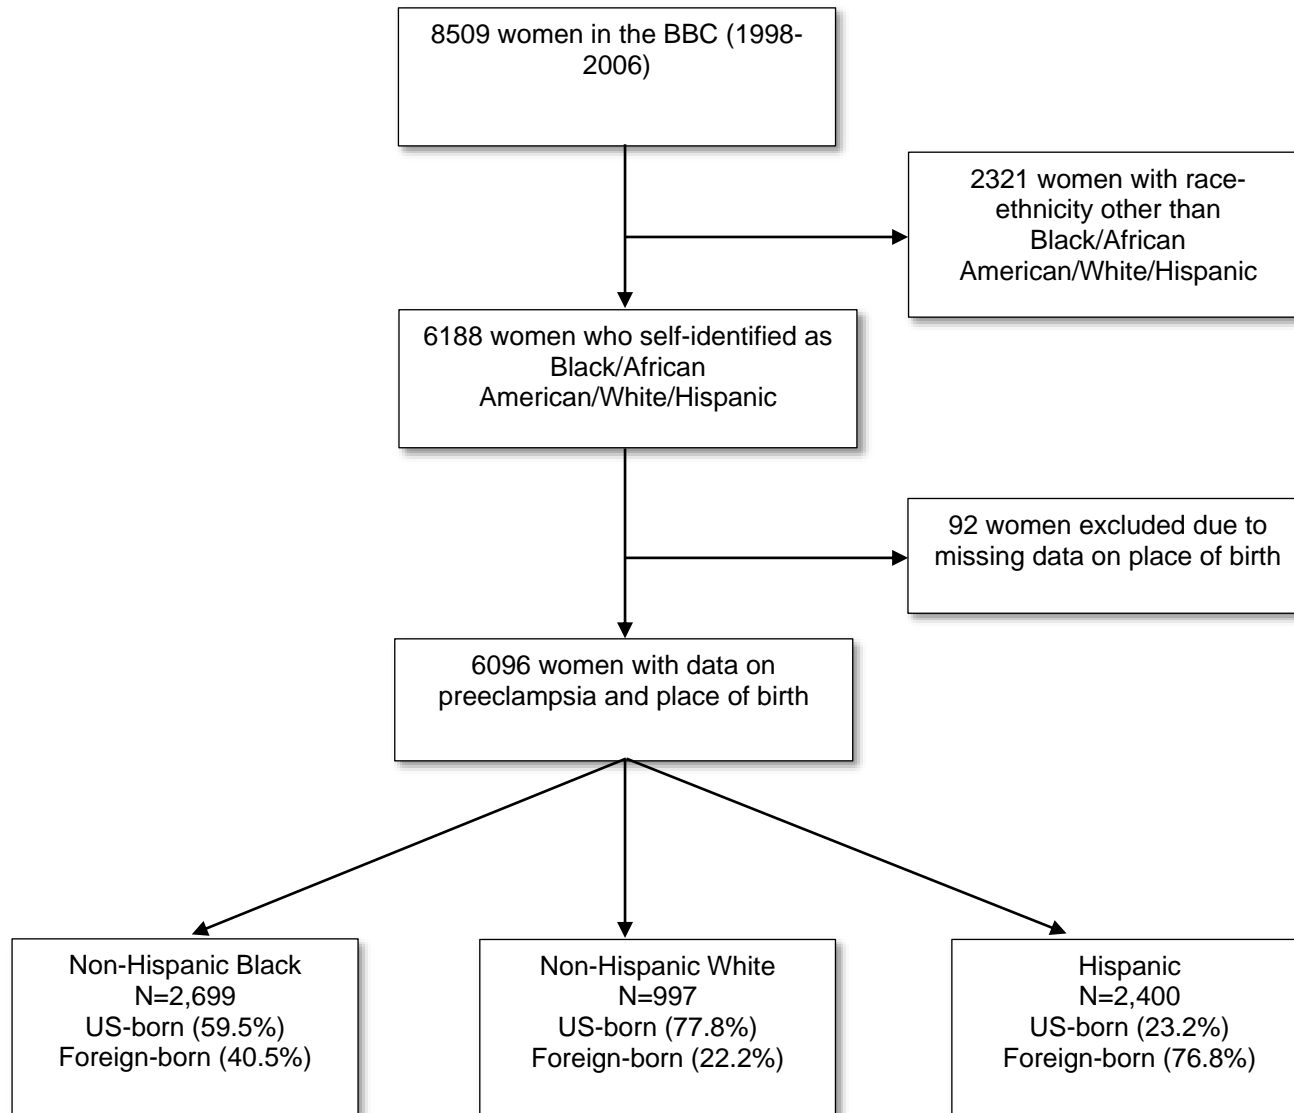 8509 women in the BBC (1998-
2006)
2321 women with race-
ethnicity other than
Black/African
American/White/Hispanic
6188 women who self-identified as
Black/African
American/White/Hispanic
92 women excluded due to
missing data on place of birth
6096 women with data on
preeclampsia and place of birth
Non-Hispanic Black
N=2,699
US-born (59.5%)
Foreign-born (40.5%)
Non-Hispanic White
N=997
US-born (77.8%)
Foreign-born (22.2%)
Hispanic
N=2,400
US-born (23.2%)
Foreign-born (76.8%)